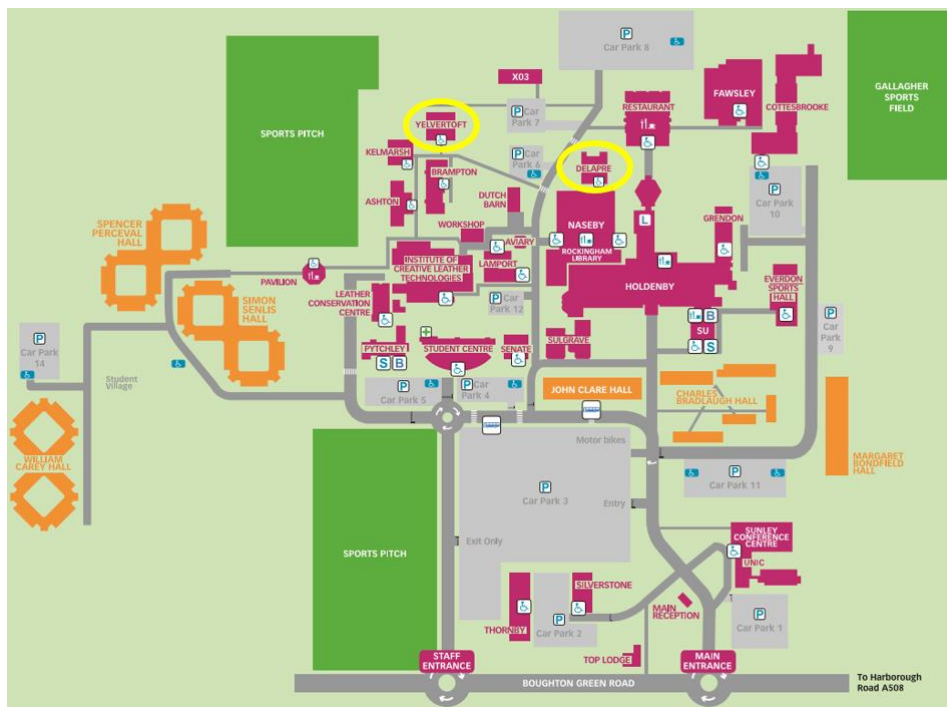 P
Car Park 8
GALLAGHER
SPORTS
FIELD
X03
FAWSLEY
COTTESBROOKE
RESTAURANT
P Car
Park
7
SPORTS PITCH
YELVERTOFT
KELMARSH
P Car
Park
6
DELAPRE
BRAMPTON
ASHTON
DUTCH
BARN
P
Car Park
10
SPENCER
PERCEVAL
HALL
WORKSHOP
NASEBY
ROCKINGHAM
LIBRARY
L
GRENDON
AVIARY
INSTITUTE OF
CREATIVE LEATHER
TECHNOLOGIES
LAMPORT
PAVILION
HOLDENBY
EVERDON
SPORTS
HALL
SIMON
SENLIS
HALL
LEATHER
CONSERVATION
CENTRE
P Car
Park
12
P
Car
Park
9
B
SU
S
P
Car Park
14
PYTCHLEY
S B
STUDENT CENTRE
SENATE
SULGRAVE
Student
Village
P
Car Park 5
P Car
Park 4
JOHN CLARE HALL
CHARLES
BRADLAUGH HALL
Motor bikes
WILLIAM
CAREY HALL
MARGARET
BONDFIELD
HALL
P
Car Park 11
P
Car Park 3
Entry
Exit Only
SPORTS PITCH
SUNLEY
CONFERENCE
CENTRE
UNIC
SILVERSTONE
MAIN
RECEPTION
THORNBY
P
Car Park 2
P
Car Park 1
TOP LODGE
STAFF
ENTRANCE
MAIN
ENTRANCE
BOUGHTON GREEN ROAD
To Harborough
Road A508